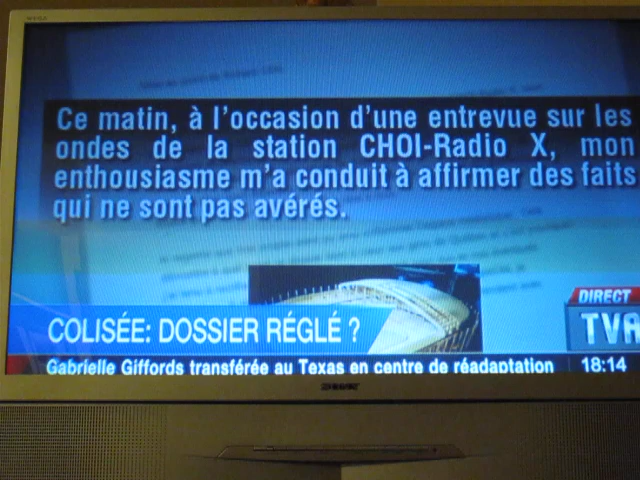 Ce matin, à l'occasion d'une entrevue sur les
ondes de la station CHOI-Radio X, mon
enthousiasme m'a conduit à affirmer des faits
qui ne sont pas avérés.
COLISÉE: DOSSIER RÉGLÉ ?
DIRECT
TVA
Gabrielle Giffords transférée au Texas en centre de réadaptation
18:14